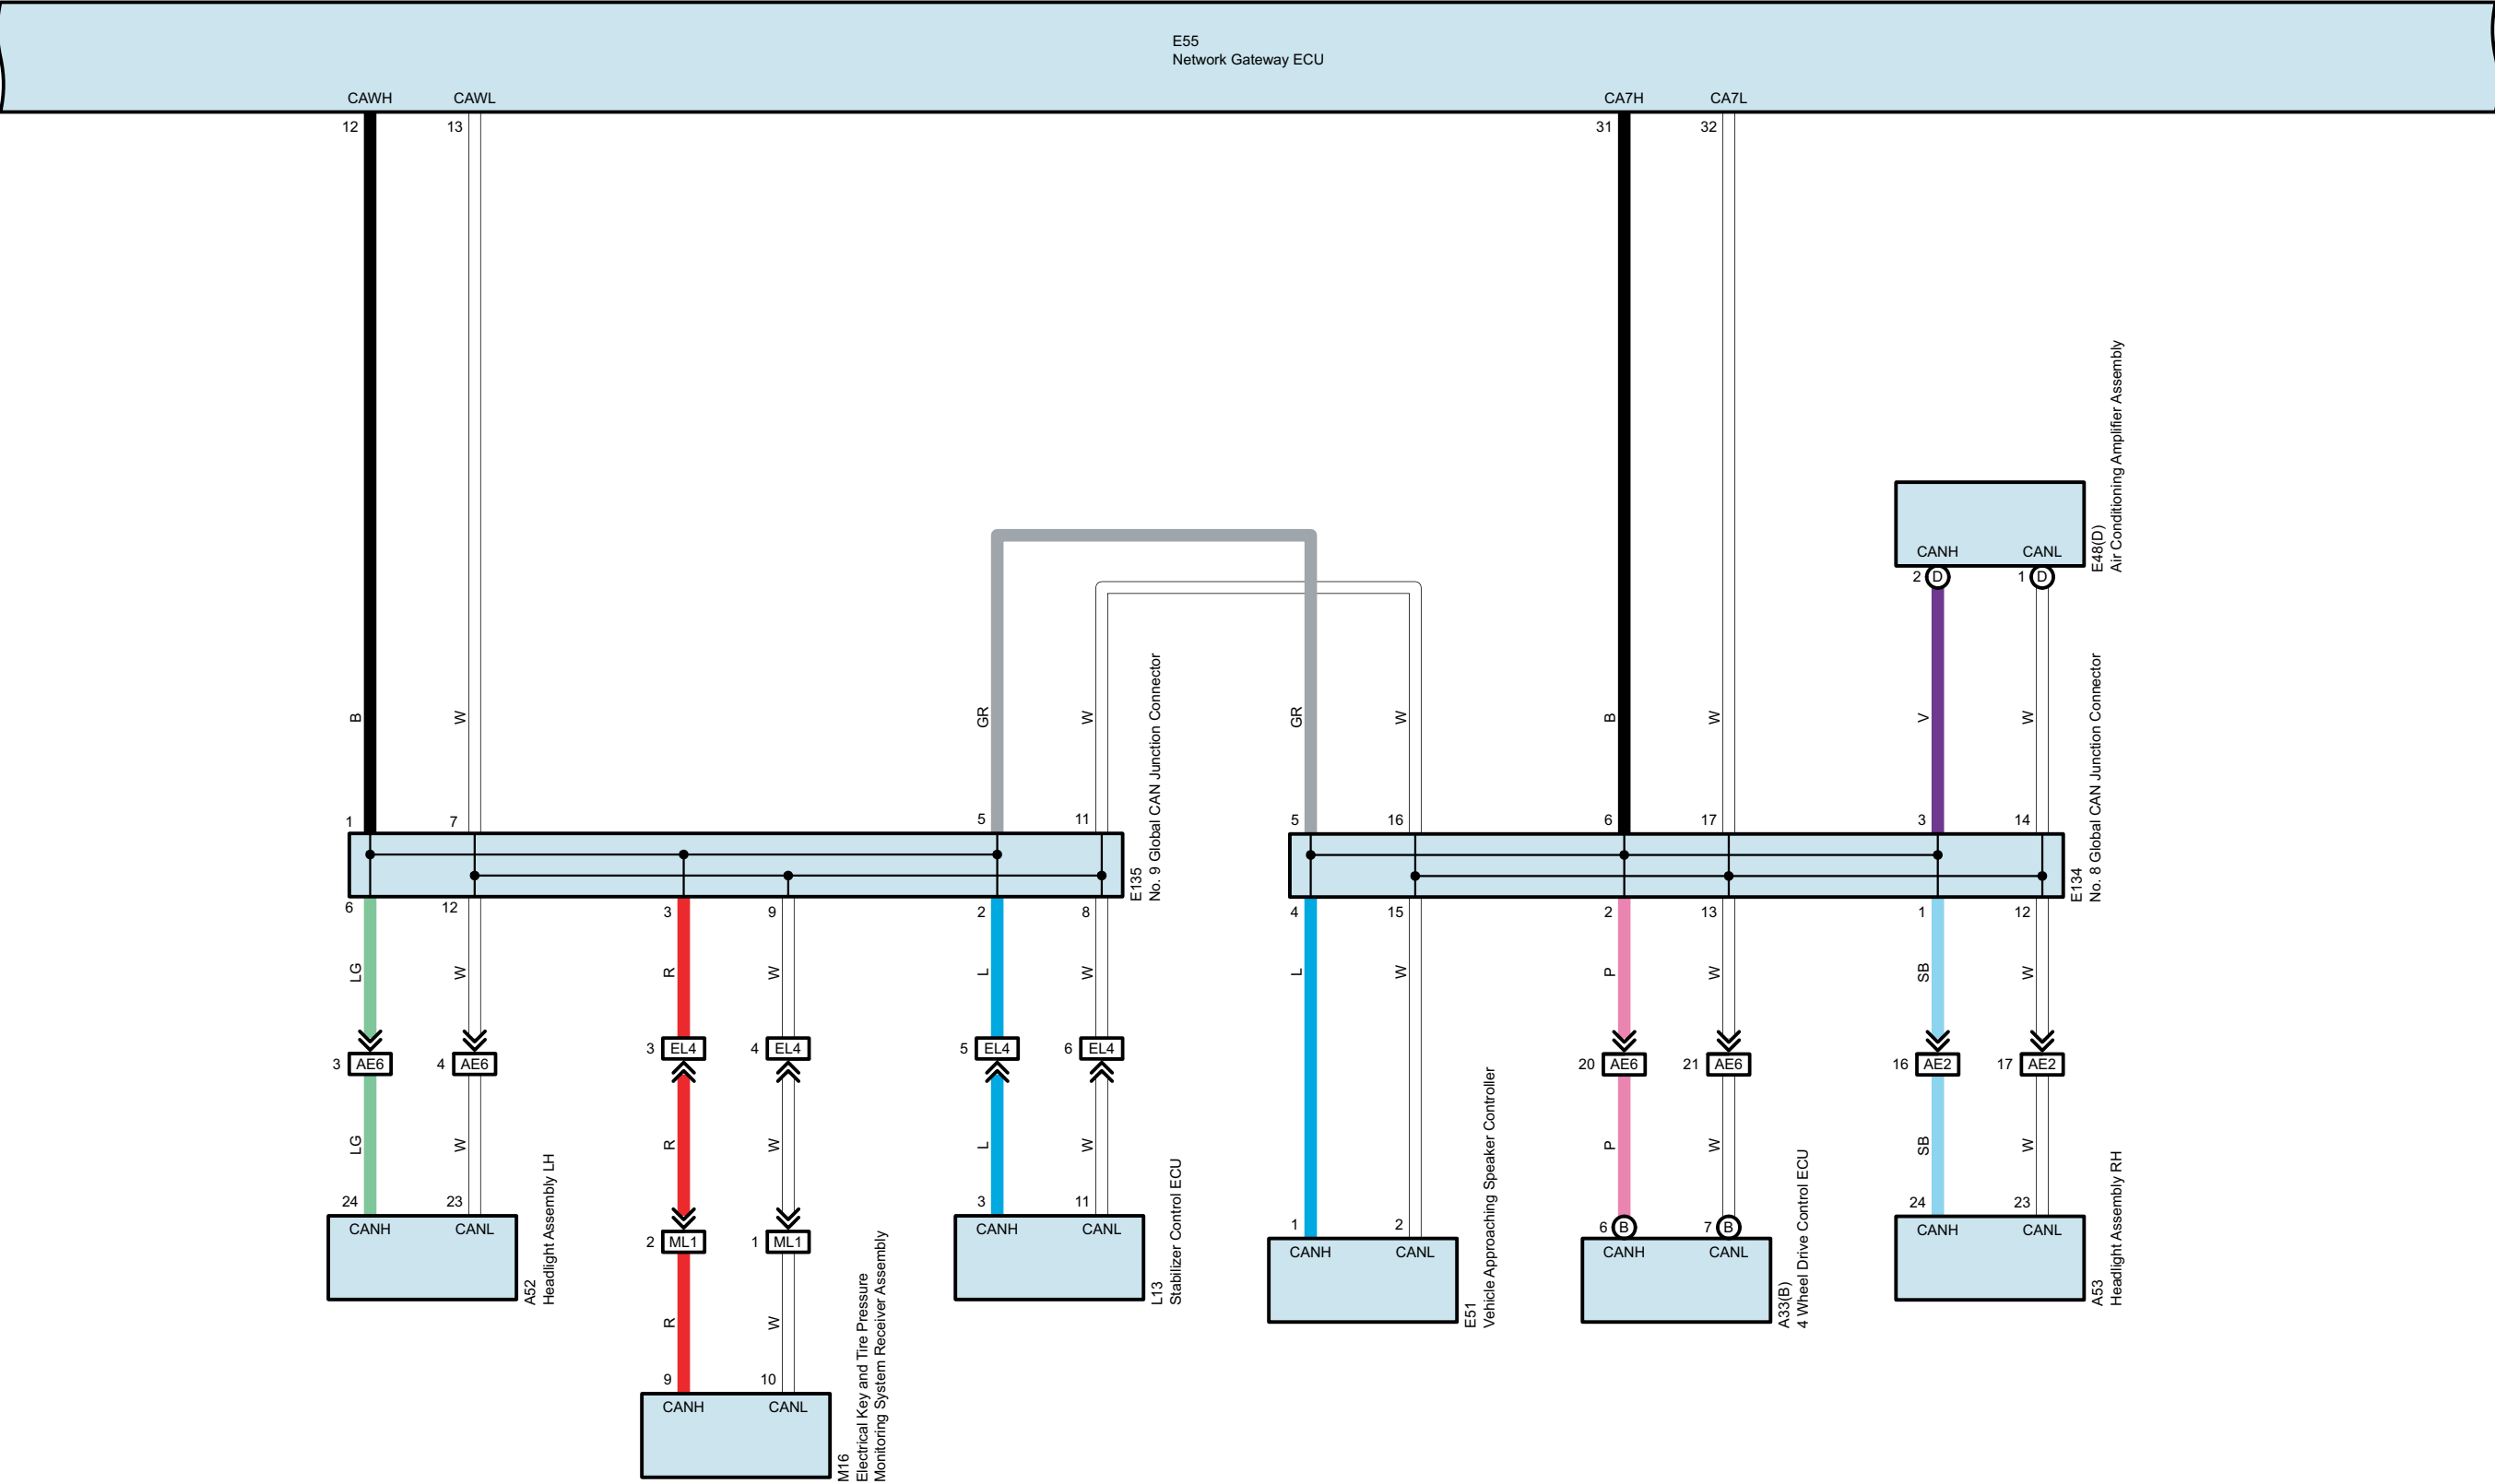 E55
Network Gateway ECU
CAWH
CAWL
CA7H
CA7L
12
13
31
32
E48(D)
Air Conditioning Amplifier Assembly
CANH
CANL
2
D
1
D
B
W
GR
W
GR
W
B
W
V
W
1
7
5
11
5
16
6
17
3
14
E135
No. 9 Global CAN Junction Connector
E134
No. 8 Global CAN Junction Connector
6
12
3
9
2
8
4
15
2
13
1
12
LG
W
R
W
L
W
L
W
P
W
SB
W
3
AE6
4
AE6
3
EL4
4
EL4
5
EL4
6
EL4
20
AE6
21
AE6
16
AE2
17
AE2
LG
W
R
W
L
W
P
W
SB
W
24
23
CANH
CANL
A52
Headlight Assembly LH
2
ML1
1
ML1
R
W
9
10
CANH
CANL
M16
Electrical Key and Tire Pressure
Monitoring System Receiver Assembly
3
11
CANH
CANL
L13
Stabilizer Control ECU
1
2
CANH
CANL
E51
Vehicle Approaching Speaker Controller
6
B
7
B
CANH
CANL
A33(B)
4 Wheel Drive Control ECU
24
23
CANH
CANL
A53
Headlight Assembly RH